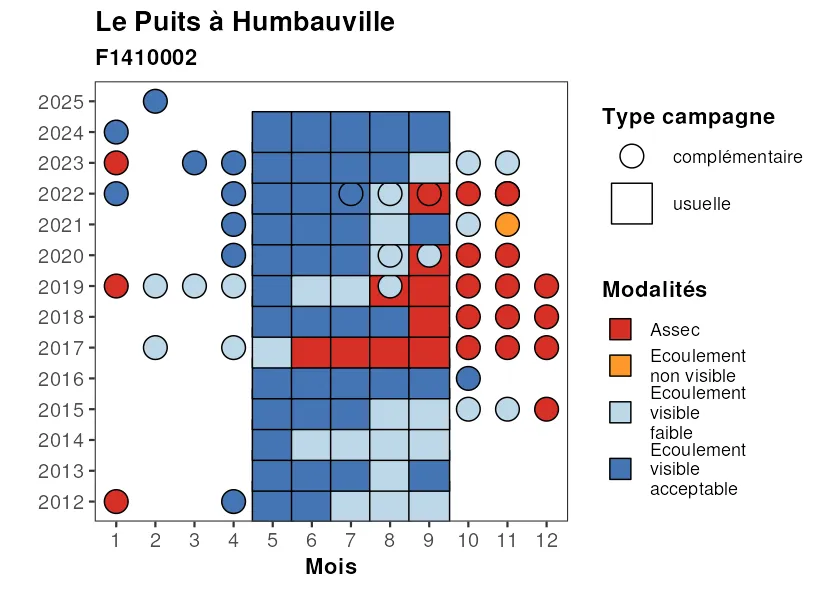 Le Puits à Humbauville
F1410002
2025
2024
2023
2022
2021
2020
2019
2018
2017
2016
2015
2014
2013
2012
1 2 3 4 5 6 7 8 9 10 11 12
Mois
Type campagne
complémentaire
usuelle
Modalités
Assec
Ecoulement
non visible
Ecoulement
visible
faible
Ecoulement
visible
acceptable